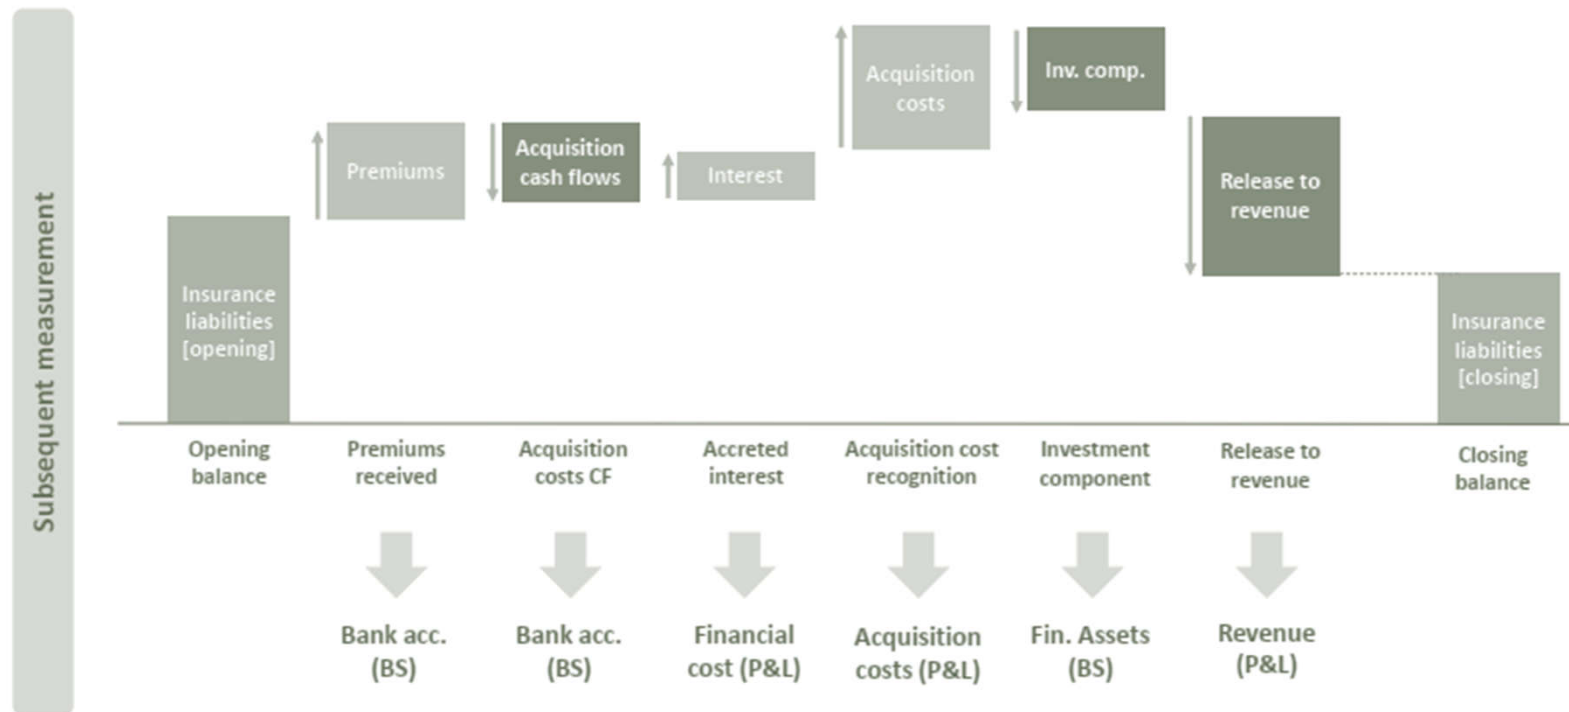 Subsequent measurement
Insurance
liabilities
[opening]
Premiums
Acquisition
cash flows
Interest
Acquisition
costs
Inv. comp.
Release to
revenue
Insurance
liabilities
[closing]
Opening
balance
Premiums
received
Acquisition
costs CF
Accreted
interest
Acquisition cost
recognition
Investment
component
Release to
revenue
Closing
balance
Bank acc.
(BS)
Bank acc.
(BS)
Financial
cost (P&L)
Acquisition
costs (P&L)
Fin. Assets
(BS)
Revenue
(P&L)